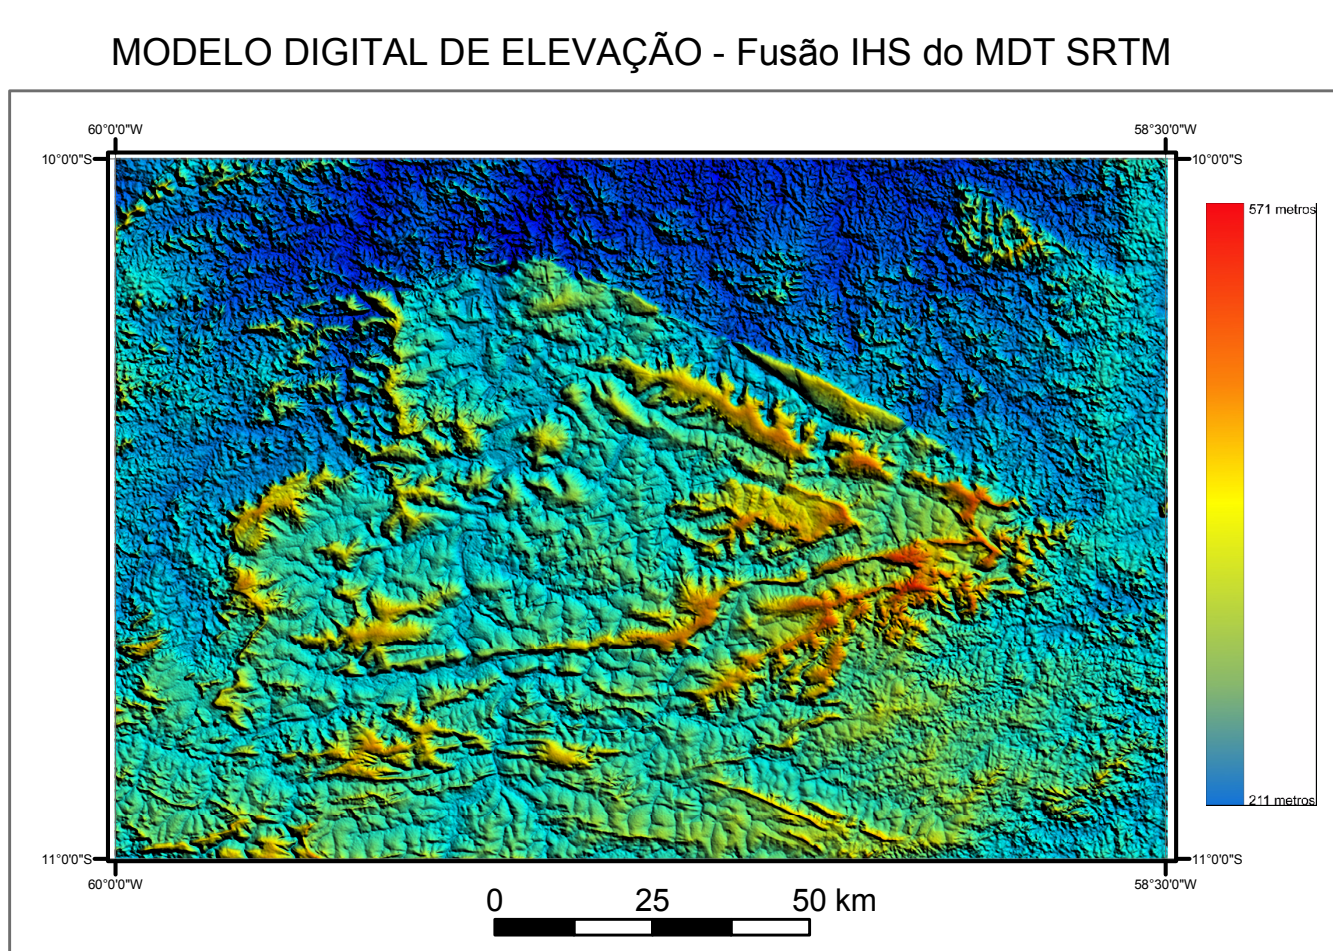 MODELO DIGITAL DE ELEVAÇÃO - Fusão IHS do MDT SRTM
60°0'0"W 58°30'0"W
10°0'0"S 10°0'0"S
571 metros
211 metros
11°0'0"S 11°0'0"S
60°0'0"W 58°30'0"W
0 25 50 km